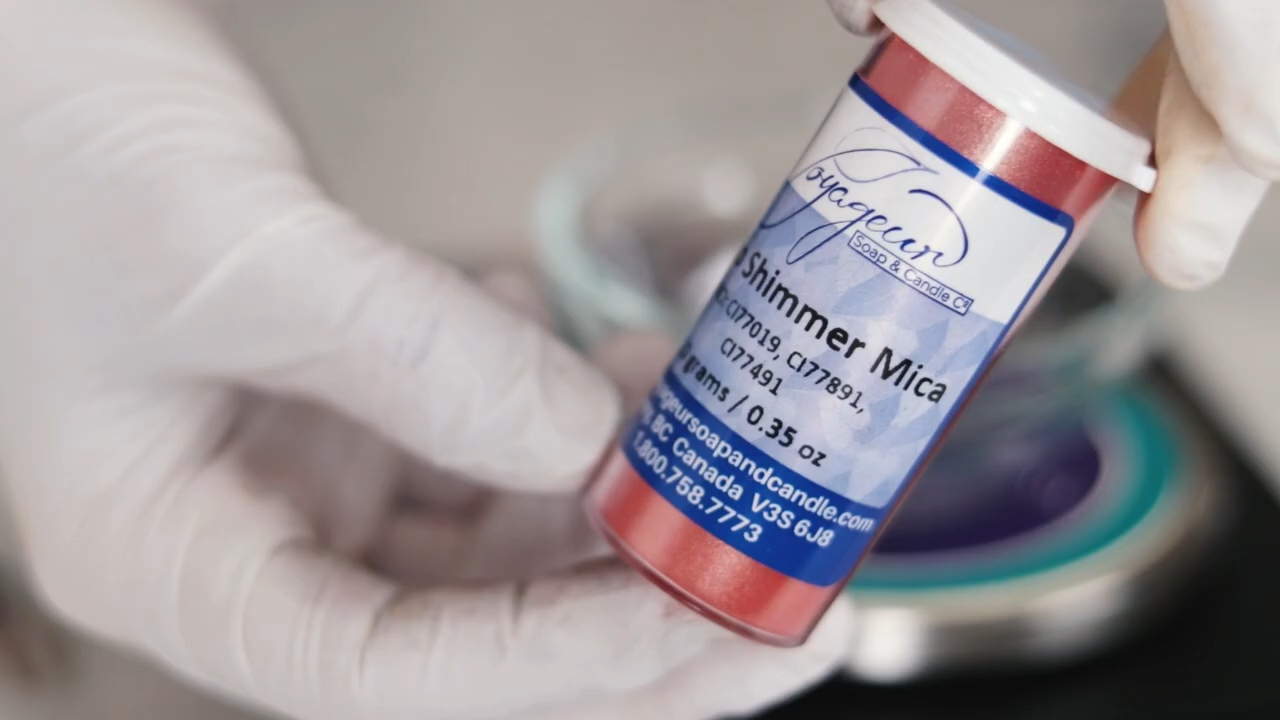 Voyageur
Soap & Candle Co
Shimmer Mica
CI77019, CI77891,
CI77491
grams / 0.35 oz
geursoapandcandle.com
BC Canada V3S 6J8
1.800.758.7773